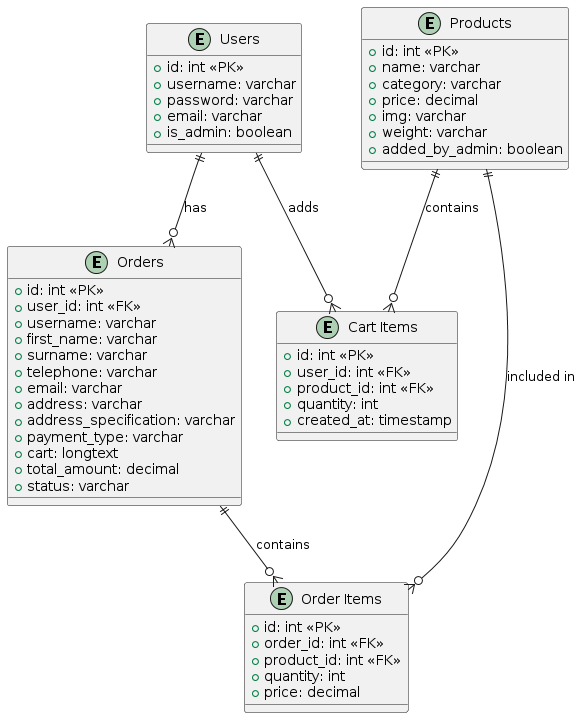 E Users
id: int «PK»
username: varchar
password: varchar
email: varchar
is_admin: boolean
E Products
id: int «PK»
name: varchar
category: varchar
price: decimal
img: varchar
weight: varchar
added_by_admin: boolean
has
adds
contains
E Orders
id: int «PK»
user_id: int «FK»
username: varchar
first_name: varchar
surname: varchar
telephone: varchar
email: varchar
address: varchar
address_specification: varchar
payment_type: varchar
cart: longtext
total_amount: decimal
status: varchar
E Cart Items
id: int «PK»
user_id: int «FK»
product_id: int «FK»
quantity: int
created_at: timestamp
included in
contains
E Order Items
id: int «PK»
order_id: int «FK»
product_id: int «FK»
quantity: int
price: decimal